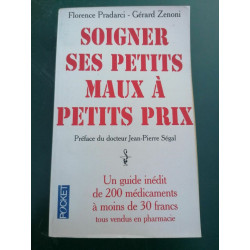 Florence Pradarci - Gérard Zenoni
SOIGNER
SES PETITS
MAUX À
PETITS PRIX
Préface du docteur Jean-Pierre Ségal
Un guide inédit
de 200 médicaments
à moins de 30 francs
tous vendus en pharmacie
POCKET